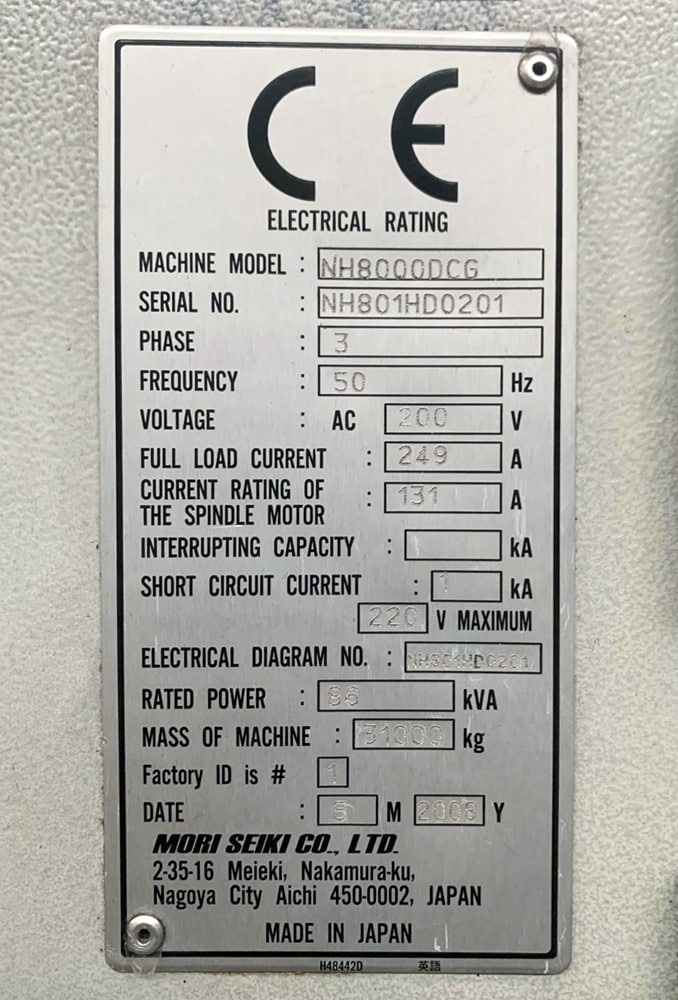 CE
ELECTRICAL RATING
MACHINE MODEL : NH8000DCG
SERIAL NO. : NH801HD0201
PHASE : 3
FREQUENCY : 50 Hz
VOLTAGE : AC 200 V
FULL LOAD CURRENT : 249 A
CURRENT RATING OF
THE SPINDLE MOTOR : 131 A
INTERRUPTING CAPACITY : kA
SHORT CIRCUIT CURRENT : 1 kA
220 V MAXIMUM
ELECTRICAL DIAGRAM NO. : NH801HD0201
RATED POWER : 86 kVA
MASS OF MACHINE : 31000 kg
Factory ID is # 1
DATE : 5 M 2008 Y
MORI SEIKI CO., LTD.
2-35-16 Meieki, Nakamura-ku,
Nagoya City Aichi 450-0002, JAPAN
MADE IN JAPAN
H48442D 英語